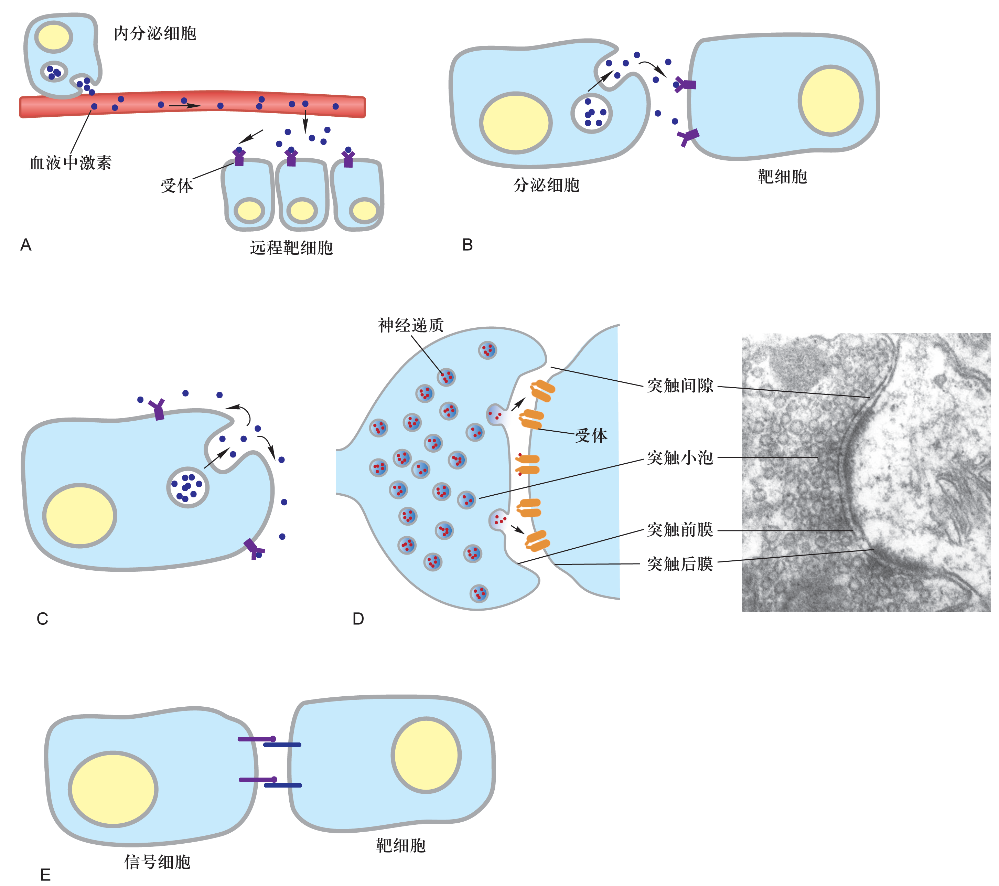 内分泌细胞
血液中激素
受体
远程靶细胞
A
分泌细胞
靶细胞
B
C
神经递质
突触间隙
受体
突触小泡
突触前膜
突触后膜
D
信号细胞
靶细胞
E